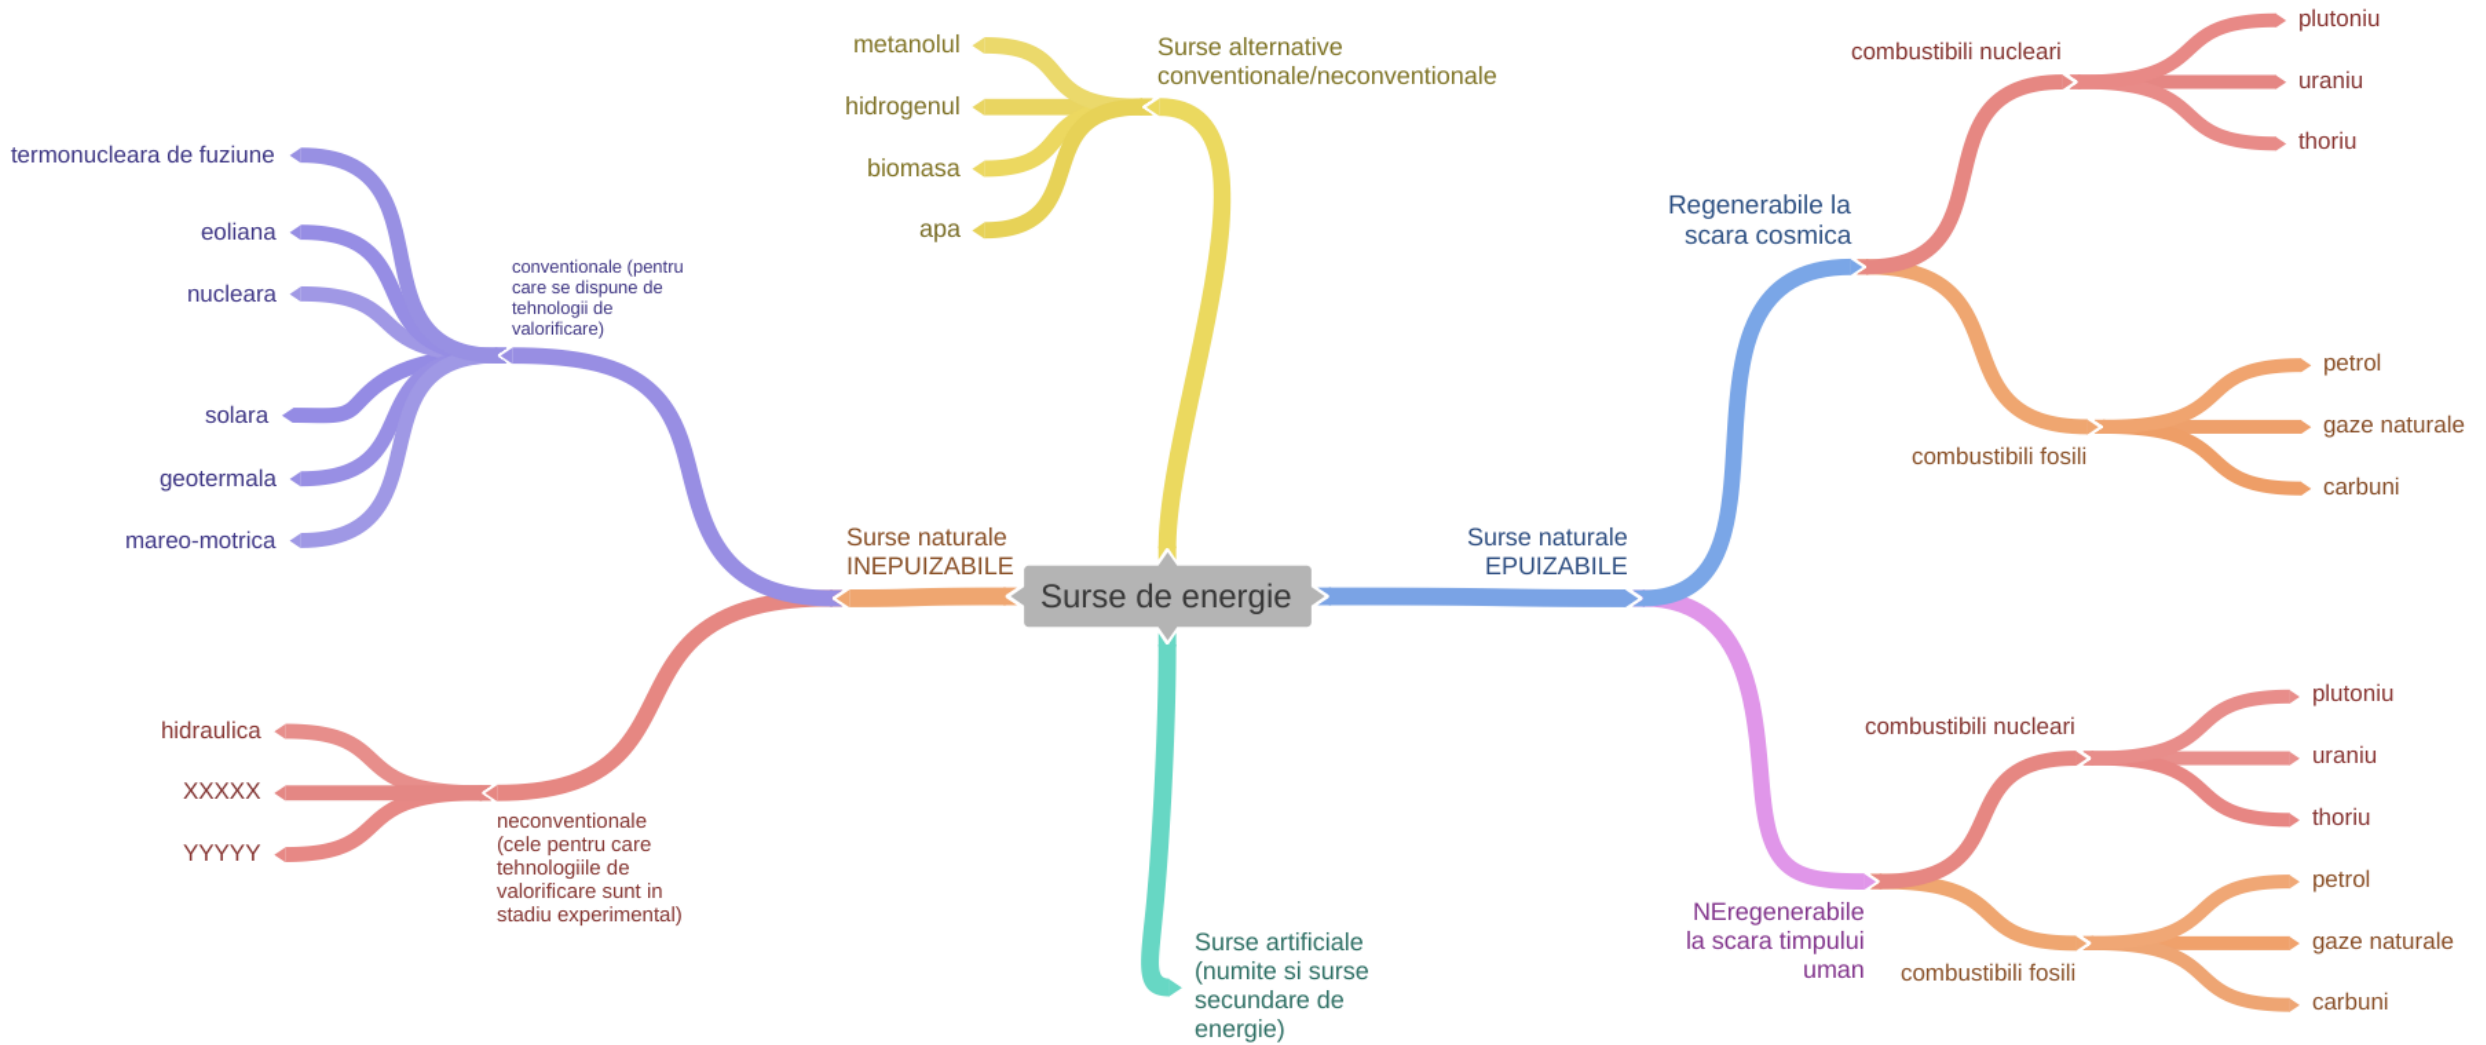 metanolul
hidrogenul
biomasa
apa
Surse alternative
conventionale/neconventionale
termonucleara de fuziune
eoliana
nucleara
solara
geotermala
mareo-motrica
conventionale (pentru
care se dispune de
tehnologii de
valorificare)
Surse naturale
INEPUIZABILE
hidraulica
XXXXX
YYYYY
neconventionale
(cele pentru care
tehnologiile de
valorificare sunt in
stadiu experimental)
Surse de energie
Surse artificiale
(numite si surse
secundare de
energie)
Surse naturale
EPUIZABILE
Regenerabile la
scara cosmica
combustibili nucleari
plutoniu
uraniu
thoriu
combustibili fosili
petrol
gaze naturale
carbuni
NEregenerabile
la scara timpului
uman
combustibili nucleari
plutoniu
uraniu
thoriu
combustibili fosili
petrol
gaze naturale
carbuni